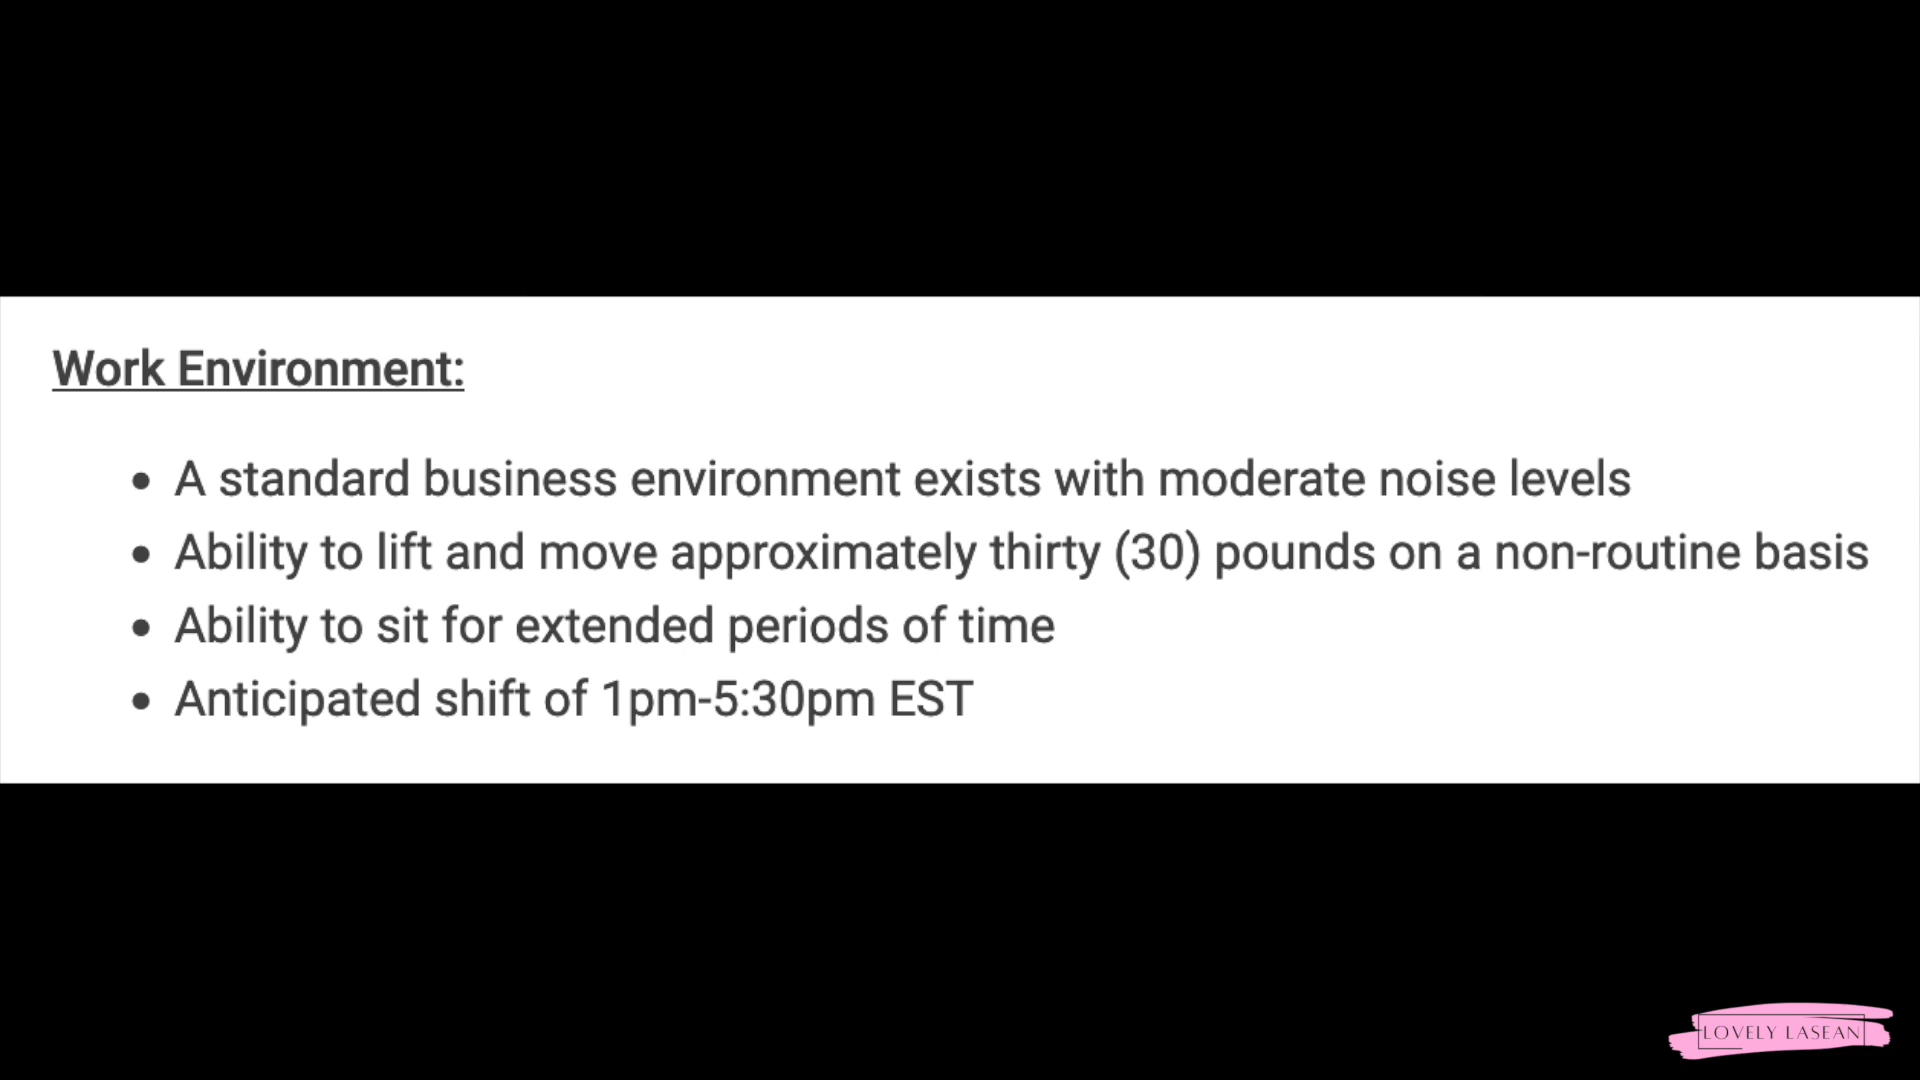 Work Environment:
• A standard business environment exists with moderate noise levels
• Ability to lift and move approximately thirty (30) pounds on a non-routine basis
• Ability to sit for extended periods of time
• Anticipated shift of 1pm-5:30pm EST
LOVELY LASEAN